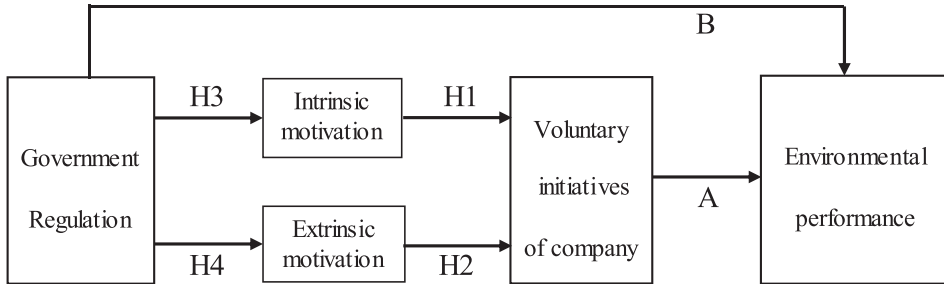 B
H3
H1
Intrinsic
motivation
Government
Regulation
Voluntary
initiatives
of company
Environmental
performance
A
Extrinsic
motivation
H4
H2